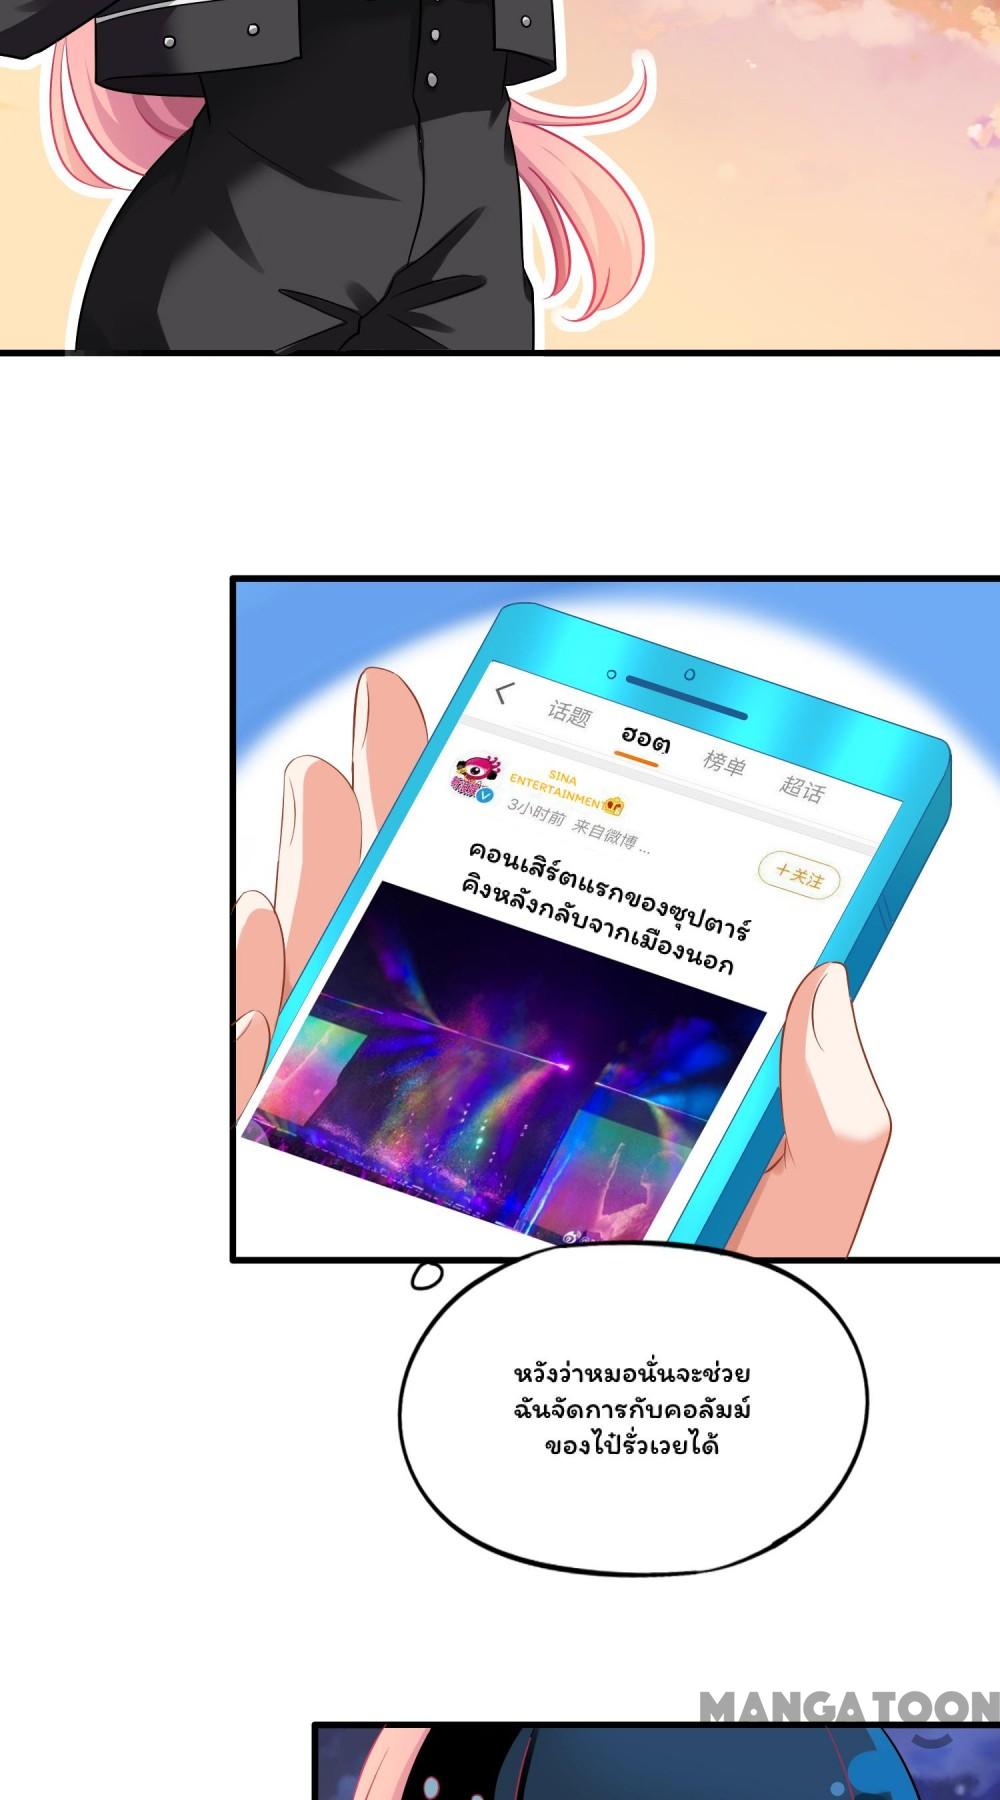 话题 ฮอต 榜单 超话
SINA
ENTERTAINMENT
3小时前 来自微博 ...
+关注
คอนเสิร์ตแรกของซุปตาร์
คิงหลังกลับจากเมืองนอก
หวังว่าหมอนั่นจะช่วย
ฉันจัดการกับคอลัมม์
ของไป๋รั่วเวยได้
MANGATOON